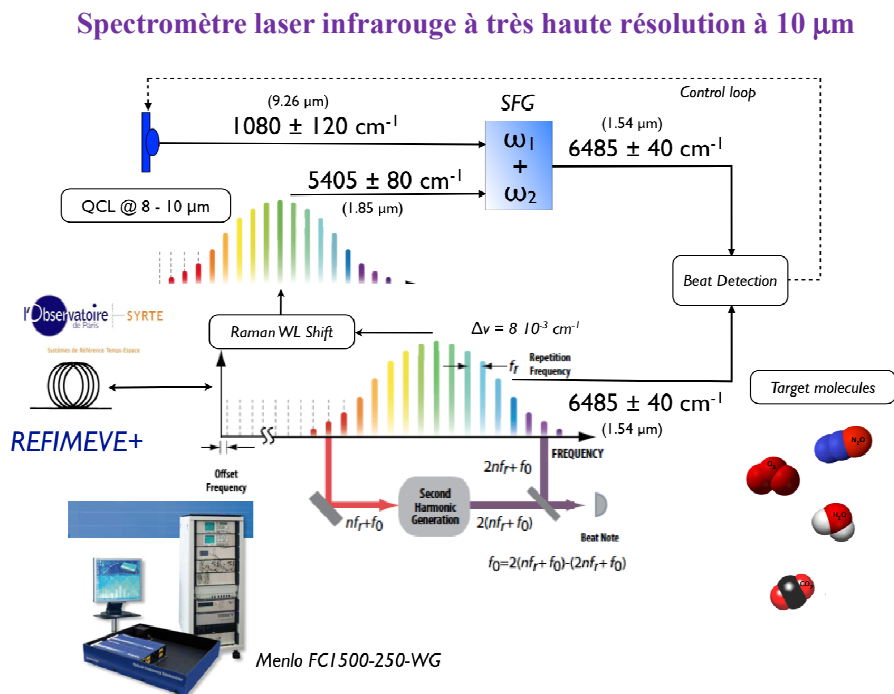 Spectromètre laser infrarouge à très haute résolution à 10 µm
(9.26 µm)
1080 ± 120 cm-1
SFG
Control loop
(1.54 µm)
6485 ± 40 cm-1
ω1
+
ω2
5405 ± 80 cm-1
(1.85 µm)
QCL @ 8 - 10 µm
Beat Detection
l'Observatoire
de Paris
SYRTE
Systèmes de Référence Temps-Espace
Raman WL Shift
Δν = 8 10-3 cm-1
fr
Repetition
Frequency
6485 ± 40 cm-1
(1.54 µm)
Target molecules
REFIMEVE+
FREQUENCY
Offset
Frequency
2nfr+f0
Second
Harmonic
Generation
nfr+f0
2(nfr+f0)
Beat Note
f0=2(nfr+f0)-(2nfr+f0)
N2O
O3
H2O
CO2
Menlo FC1500-250-WG